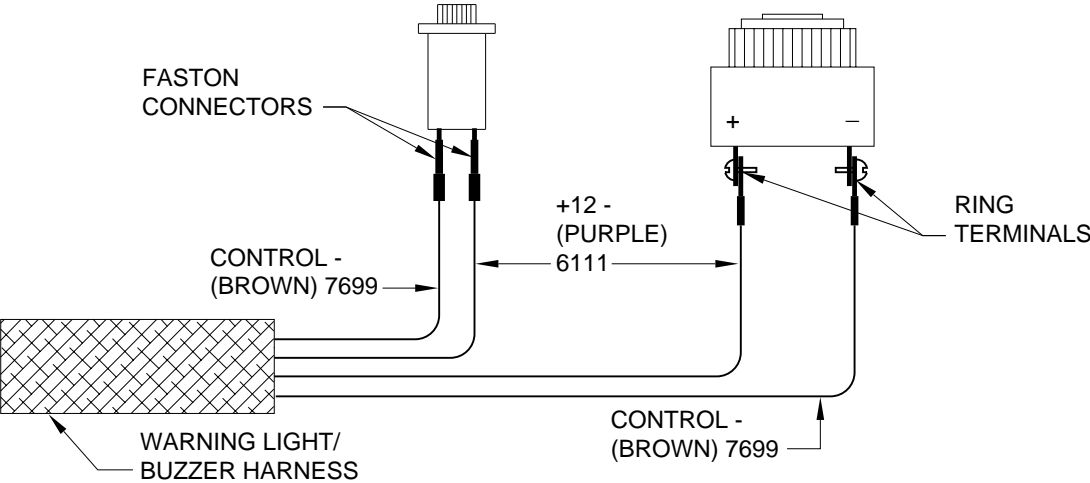 FASTON
CONNECTORS
+
–
+12 -
(PURPLE)
6111
RING
TERMINALS
CONTROL -
(BROWN) 7699
CONTROL -
(BROWN) 7699
WARNING LIGHT/
BUZZER HARNESS